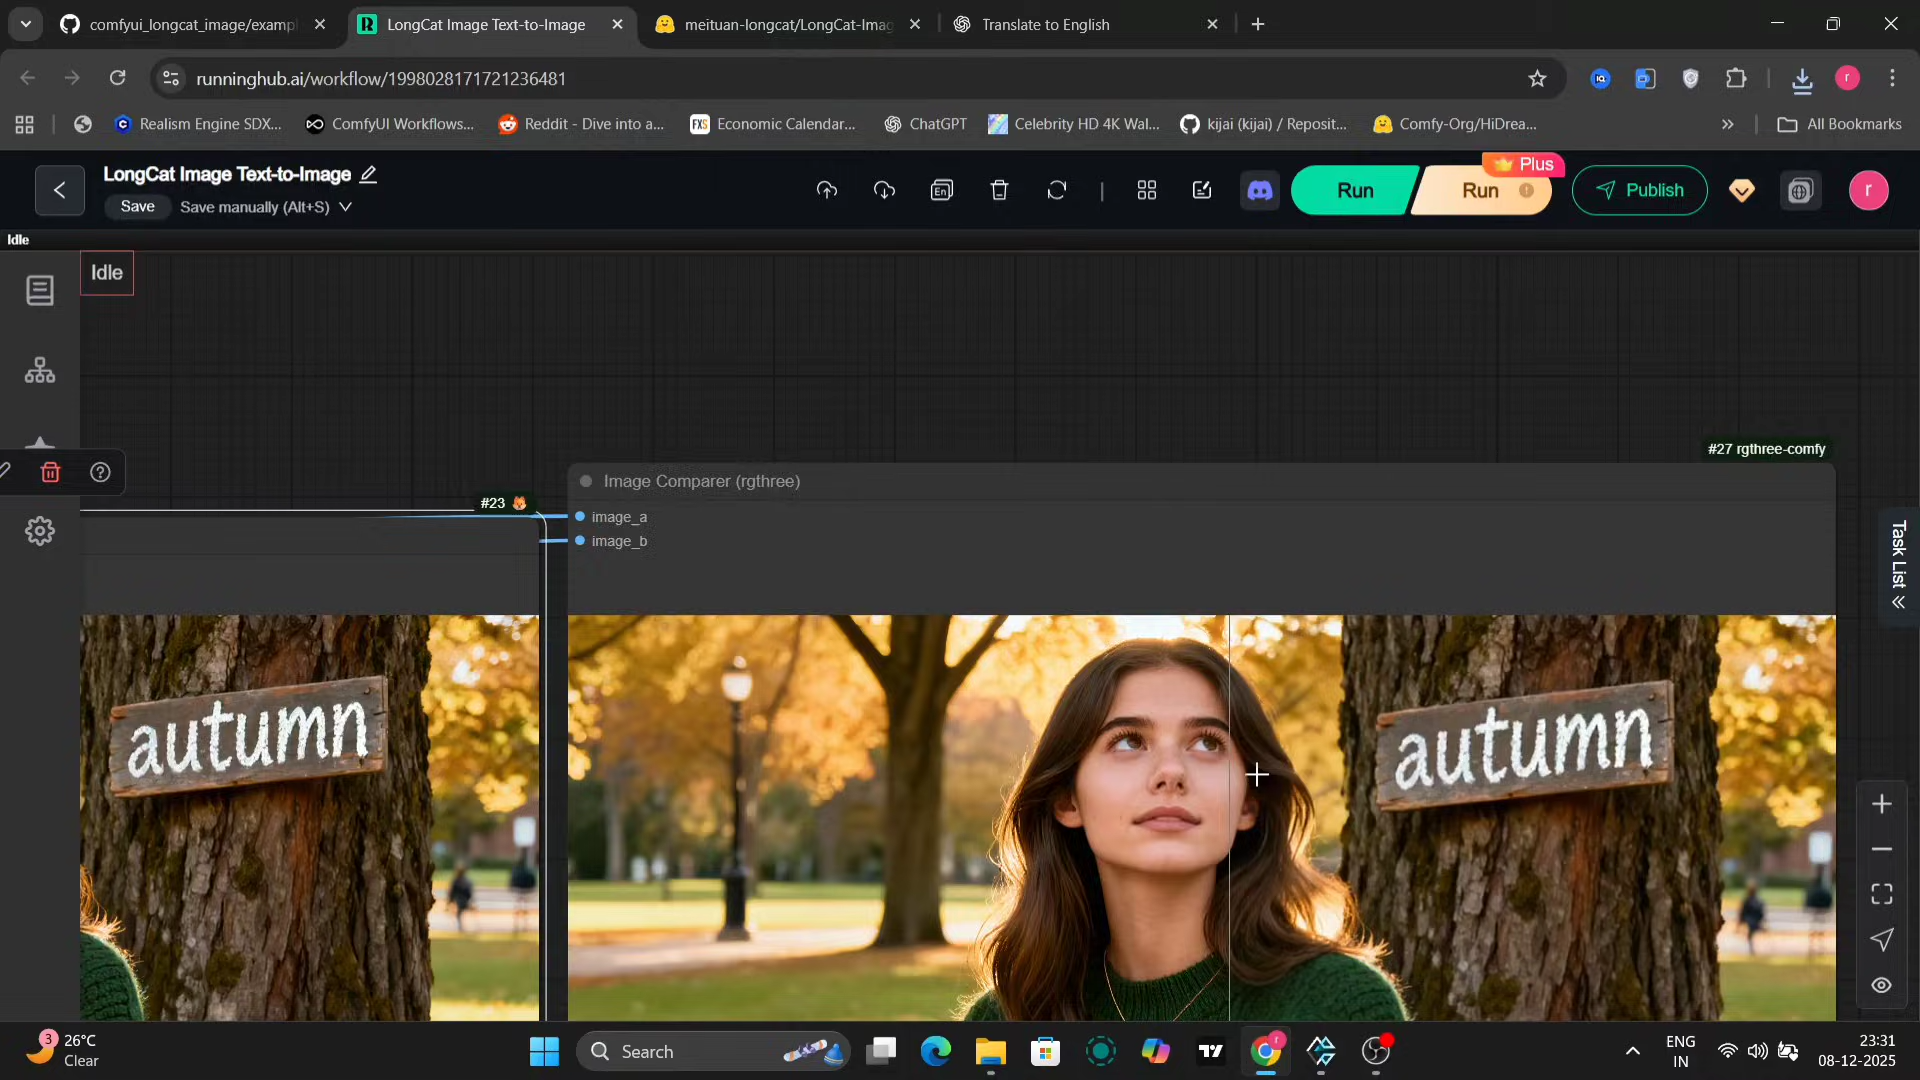 comfyui_longcat_image/examp
LongCat Image Text-to-Image
meituan-longcat/LongCat-Imag
Translate to English
runninghub.ai/workflow/1998028171721236481
Realism Engine SDX...
ComfyUI Workflows...
Reddit - Dive into a...
FXS
Economic Calendar...
ChatGPT
Celebrity HD 4K Wal...
kijai (kijai) / Reposit...
Comfy-Org/HiDrea...
All Bookmarks
LongCat Image Text-to-Image
Save
Save manually (Alt+S)
En
Run
Run
Plus
Publish
r
Idle
Idle
#27 rgthree-comfy
Image Comparer (rgthree)
#23
image_a
image_b
Task List
autumn
autumn
3
26°C
Clear
Search
ENG
IN
23:31
08-12-2025